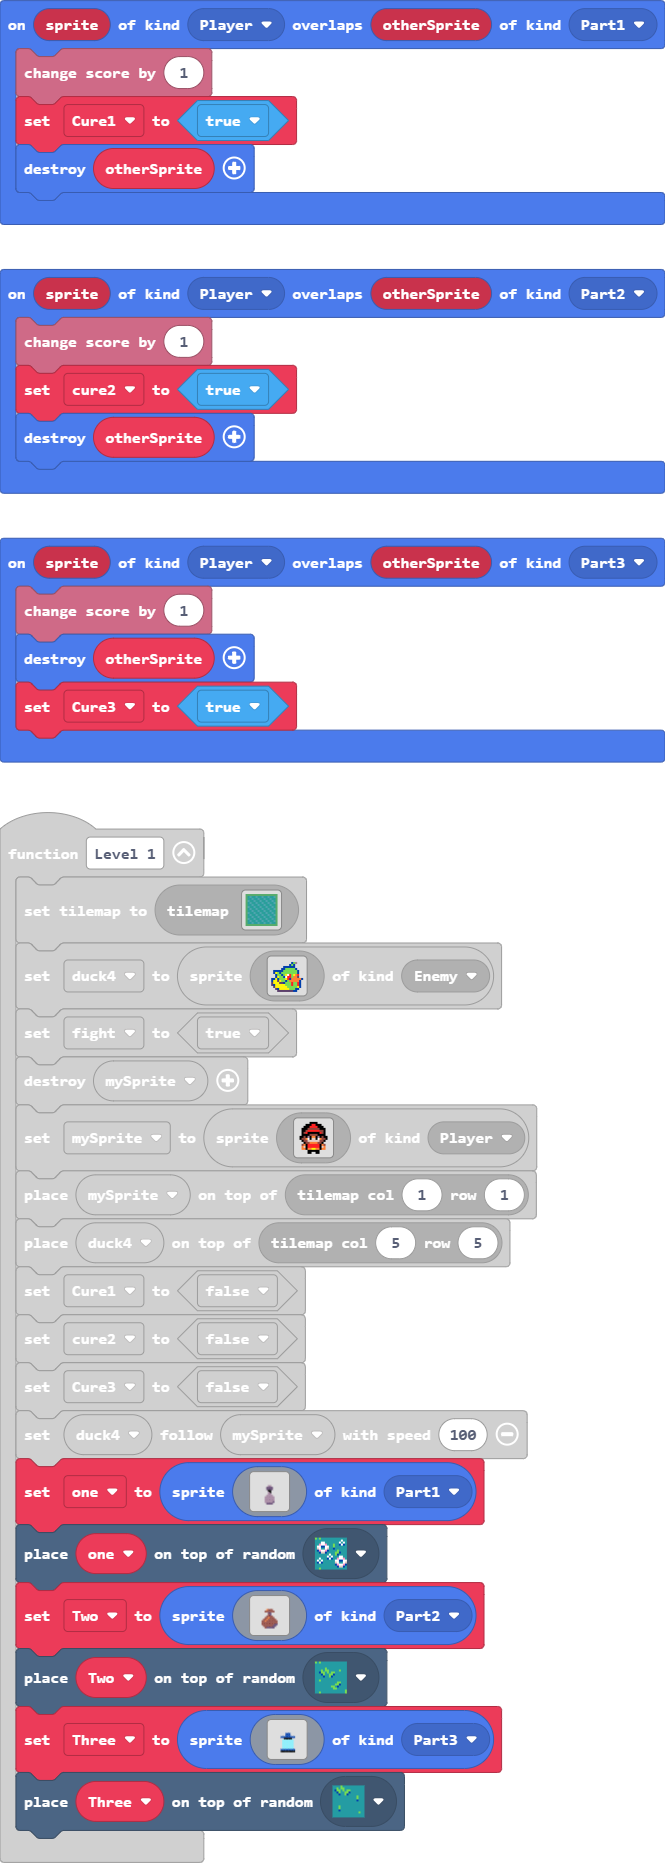 on sprite of kind Player overlaps otherSprite of kind Part1
change score by 1
set Cure1 to true
destroy otherSprite
on sprite of kind Player overlaps otherSprite of kind Part2
change score by 1
set cure2 to true
destroy otherSprite
on sprite of kind Player overlaps otherSprite of kind Part3
change score by 1
destroy otherSprite
set Cure3 to true
function Level 1
set tilemap to tilemap
set duck4 to sprite of kind Enemy
set fight to true
destroy mySprite
set mySprite to sprite of kind Player
place mySprite on top of tilemap col 1 row 1
place duck4 on top of tilemap col 5 row 5
set Cure1 to false
set cure2 to false
set Cure3 to false
set duck4 follow mySprite with speed 100
set one to sprite of kind Part1
place one on top of random
set Two to sprite of kind Part2
place Two on top of random
set Three to sprite of kind Part3
place Three on top of random